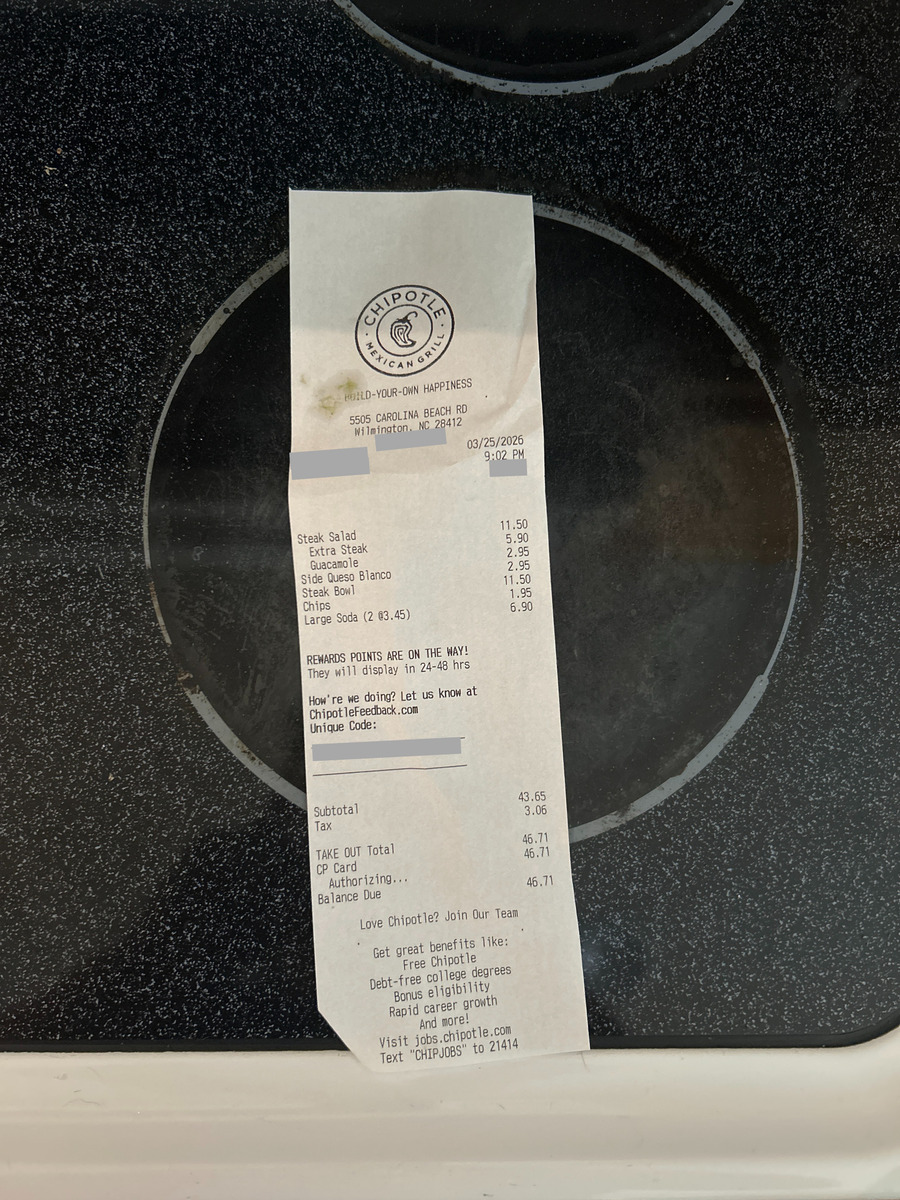 CHIPOTLE
MEXICAN GRILL
BUILD-YOUR-OWN HAPPINESS
5505 CAROLINA BEACH RD
Wilmington, NC 28412
03/25/2026
9:02 PM
Steak Salad 11.50
Extra Steak 5.90
Guacamole 2.95
Side Queso Blanco 2.95
Steak Bowl 11.50
Chips 1.95
Large Soda (2 @3.45) 6.90
REWARDS POINTS ARE ON THE WAY!
They will display in 24-48 hrs
How're we doing? Let us know at
ChipotleFeedback.com
Unique Code:
Subtotal 43.65
Tax 3.06
TAKE OUT Total 46.71
CP Card 46.71
Authorizing...
Balance Due 46.71
Love Chipotle? Join Our Team
Get great benefits like:
Free Chipotle
Debt-free college degrees
Bonus eligibility
Rapid career growth
And more!
Visit jobs.chipotle.com
Text "CHIPJOBS" to 21414